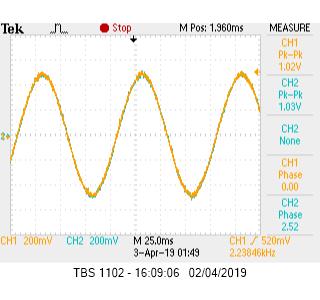 Tek Stop M Pos: 1.960ms MEASURE
CH1
Pk-Pk
1.02V
CH2
Pk-Pk
1.03V
CH2
None
CH1
Phase
0.00
CH2
Phase
2.52
2
CH1 200mV CH2 200mV M 25.0ms CH1 / 520mV
3-Apr-19 01:49 2.23846kHz
TBS 1102 - 16:09:06 02/04/2019